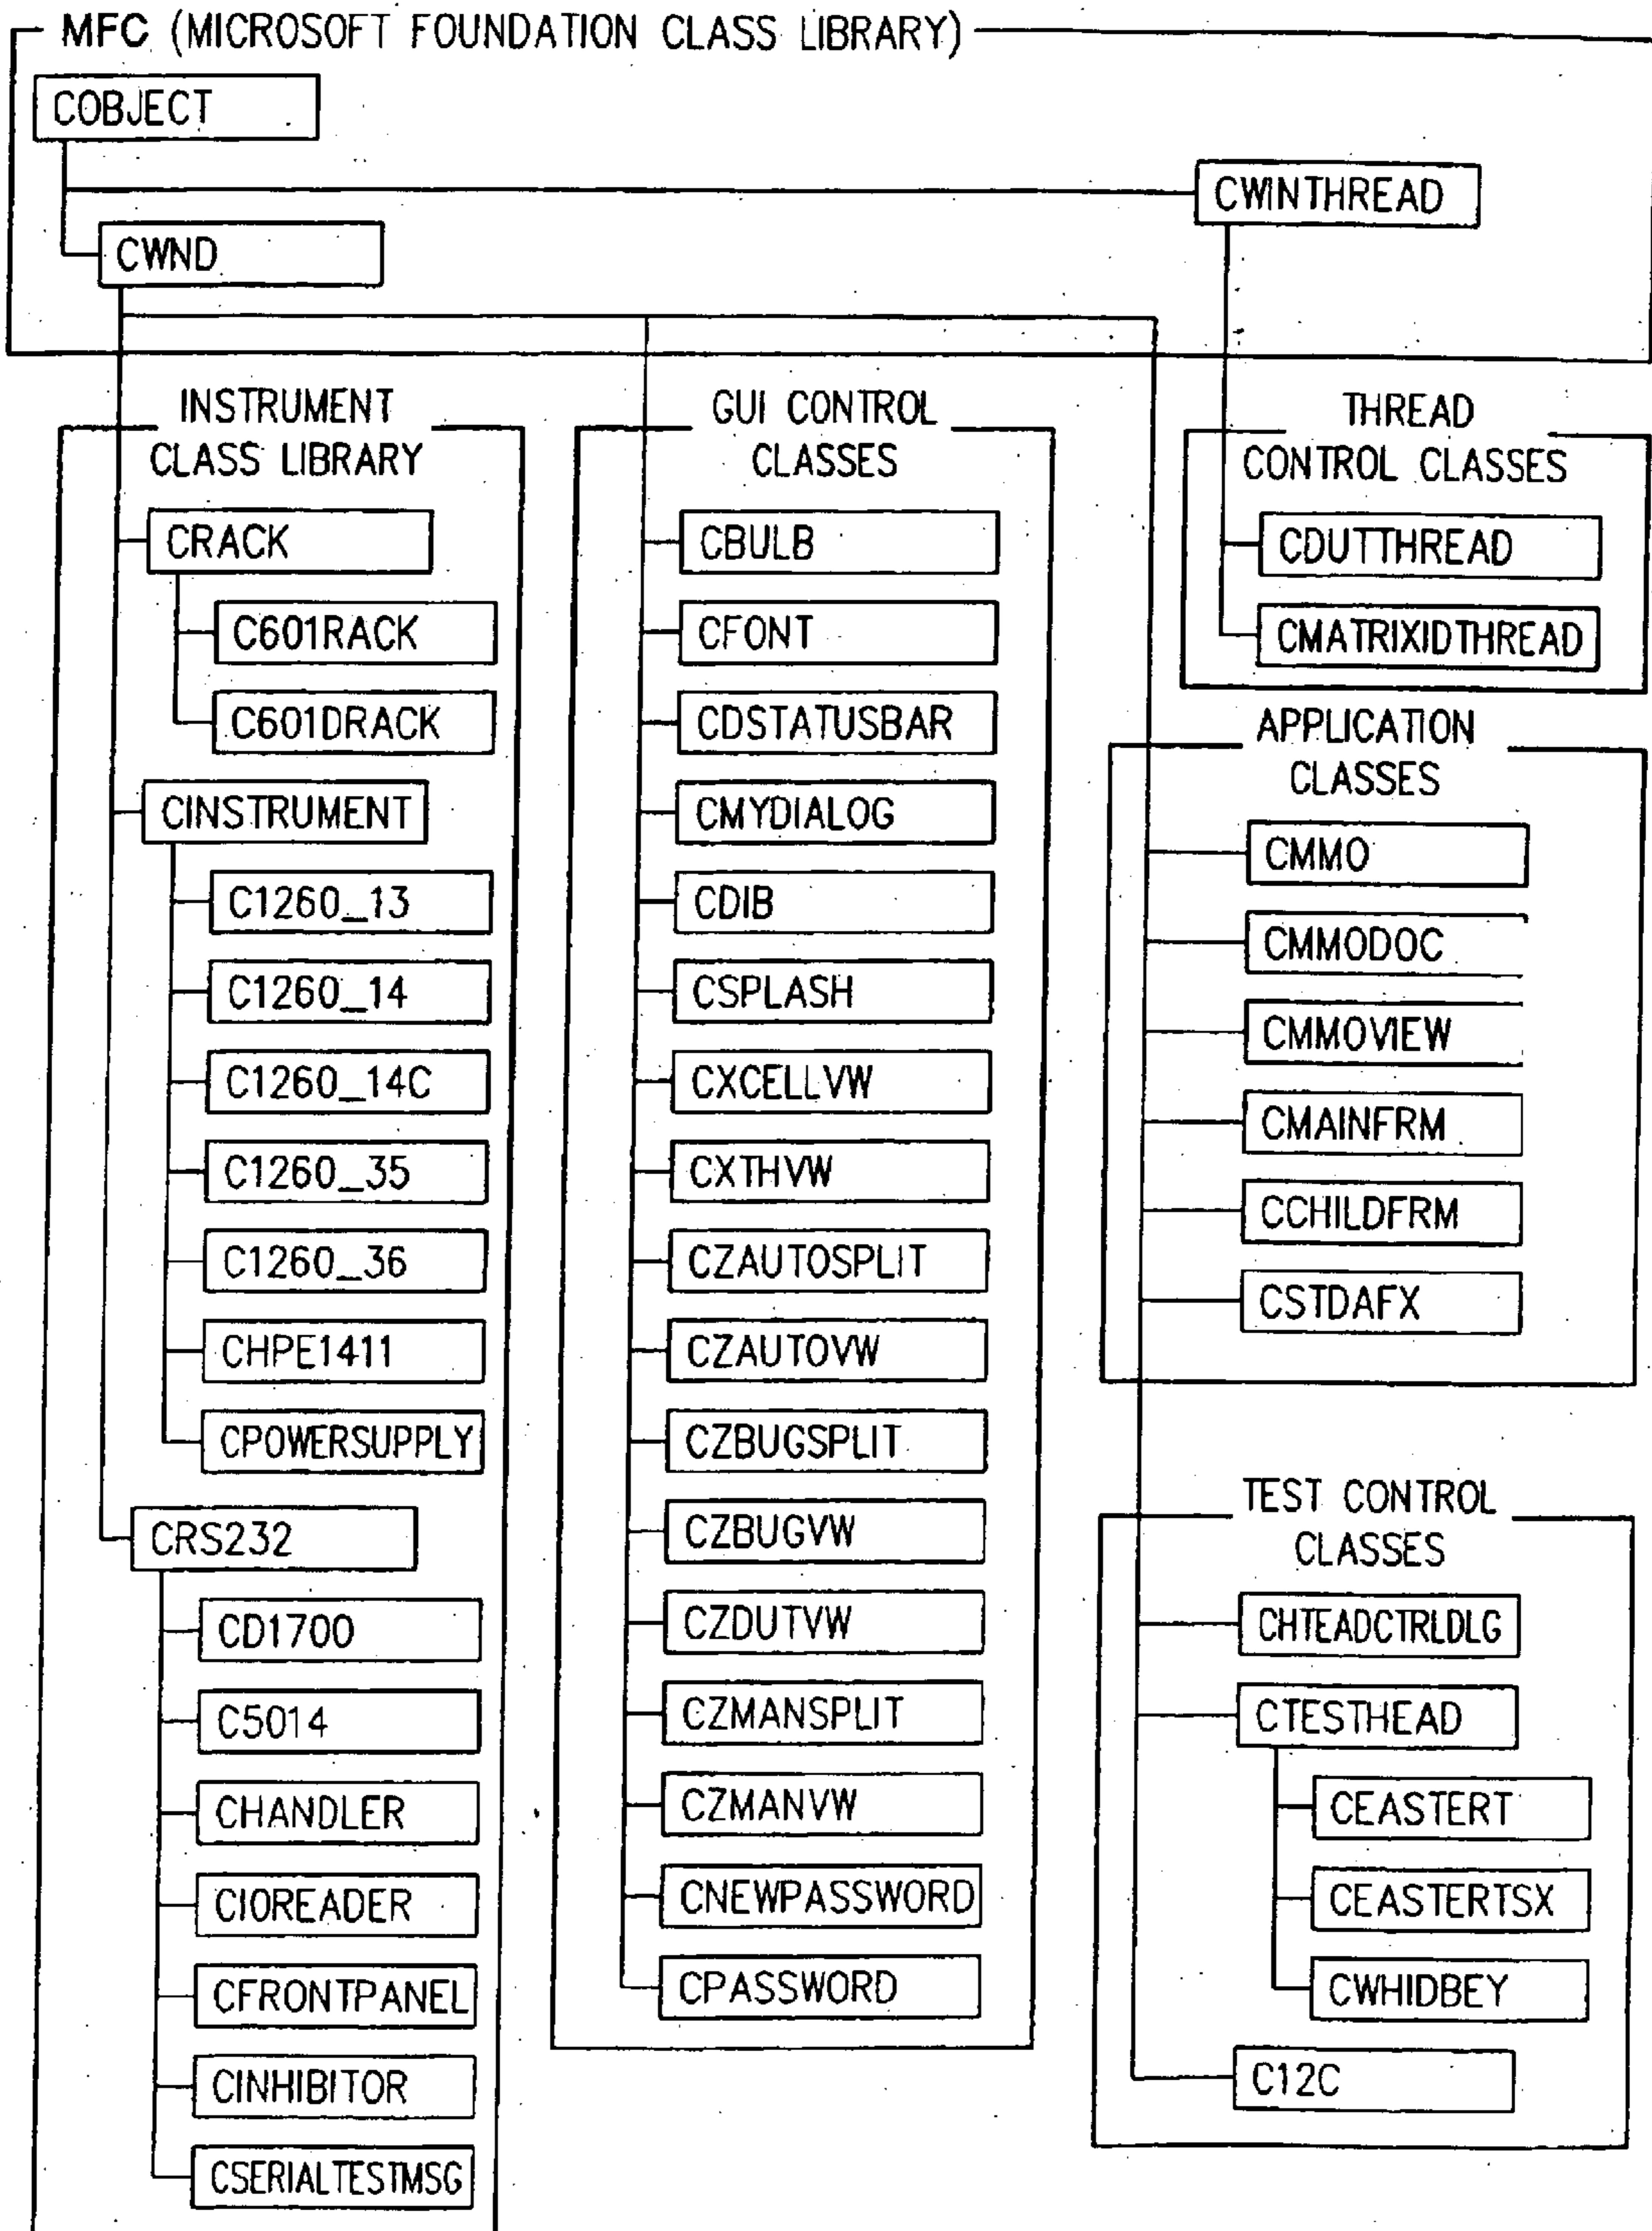 MFC (MICROSOFT FOUNDATION CLASS LIBRARY)
COBJECT
CWINTHREAD
CWND
INSTRUMENT
CLASS LIBRARY
CRACK
C601RACK
C601DRACK
CINSTRUMENT
C1260_13
C1260_14
C1260_14C
C1260_35
C1260_36
CHPE1411
CPOWERSUPPLY
CRS232
CD1700
C5014
CHANDLER
CIOREADER
CFRONTPANEL
CINHIBITOR
CSERIALTESTMSG
GUI CONTROL
CLASSES
CBULB
CFONT
CDSTATUSBAR
CMYDIALOG
CDIB
CSPLASH
CXCELLVW
CXTHVW
CZAUTOSPLIT
CZAUTOVW
CZBUGSPLIT
CZBUGVW
CZDUTVW
CZMANSPLIT
CZMANVW
CNEWPASSWORD
CPASSWORD
THREAD
CONTROL CLASSES
CDUTTHREAD
CMATRIXIDTHREAD
APPLICATION
CLASSES
CMMO
CMMODOC
CMMOVIEW
CMAINFRM
CCHILDFRM
CSTDAFX
TEST CONTROL
CLASSES
CHTEADCTRLDLG
CTESTHEAD
CEASTERT
CEASTERTSX
CWHIDBEY
C12C